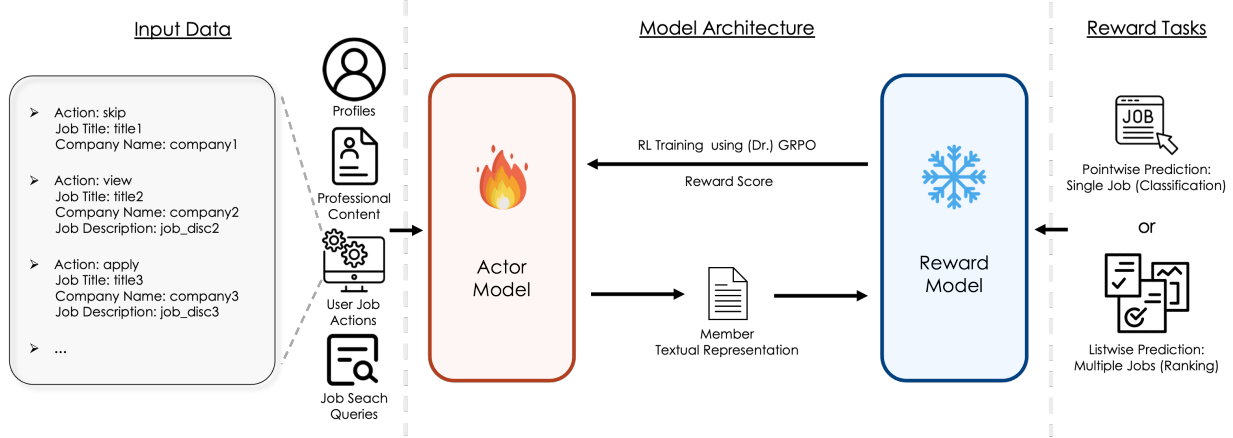 Input Data
➢ Action: skip
Job Title: title1
Company Name: company1
➢ Action: view
Job Title: title2
Company Name: company2
Job Description: job_disc2
➢ Action: apply
Job Title: title3
Company Name: company3
Job Description: job_disc3
➢ ...
Profiles
Professional
Content
User Job
Actions
Job Seach
Queries
Model Architecture
Actor
Model
RL Training using (Dr.) GRPO
Reward Score
Member
Textual Representation
Reward
Model
Reward Tasks
JOB
Pointwise Prediction:
Single Job (Classification)
or
Listwise Prediction:
Multiple Jobs (Ranking)